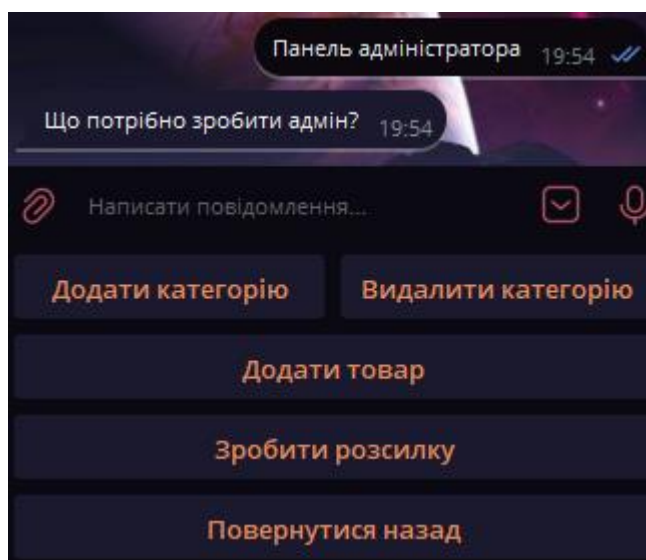 Панель адміністратора 19:54
Що потрібно зробити адмін? 19:54
Написати повідомлення...
Додати категорію Видалити категорію
Додати товар
Зробити розсилку
Повернутися назад